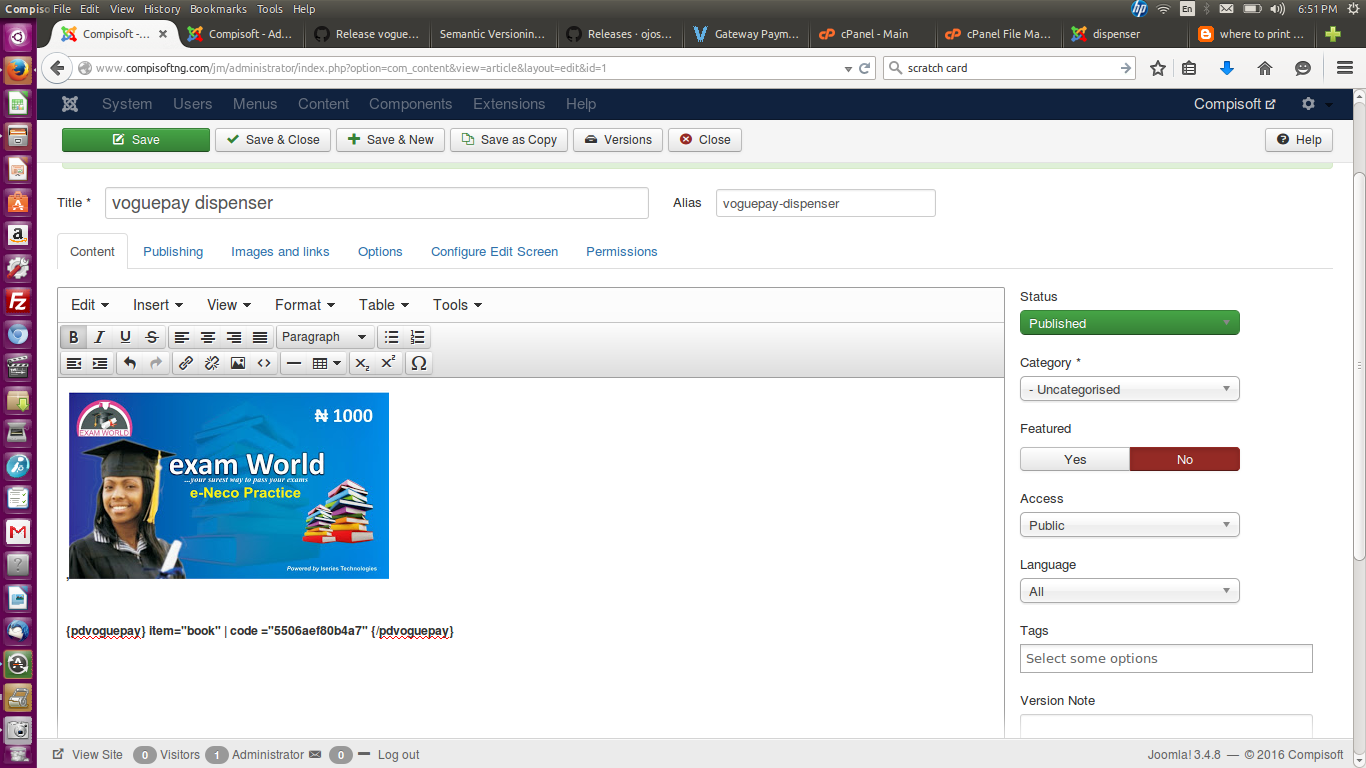 Compiso File Edit View History Bookmarks Tools Help
hp En 6:51 PM
Compisoft -... Compisoft - Ad... Release vogue... Semantic Versionin... Releases · ojos... Gateway Paym... cPanel - Main cPanel File Ma... dispenser where to print ...
www.compisoftng.com/jm/administrator/index.php?option=com_content&view=article&layout=edit&id=1 scratch card
System Users Menus Content Components Extensions Help Compisoft
Save Save & Close Save & New Save as Copy Versions Close Help
Title * voguepay dispenser Alias voguepay-dispenser
Content Publishing Images and links Options Configure Edit Screen Permissions
Edit Insert View Format Table Tools
B I U S Paragraph
X₂ X² Ω
₦ 1000
EXAM WORLD
exam World
...your surest way to pass your exams
e-Neco Practice
Powered by Iseries Technologies
,
{pdvoguepay} item="book" | code ="5506aef80b4a7" {/pdvoguepay}
Status
Published
Category *
- Uncategorised
Featured
Yes No
Access
Public
Language
All
Tags
Select some options
Version Note
View Site 0 Visitors 1 Administrator 0 Log out Joomla! 3.4.8 — © 2016 Compisoft